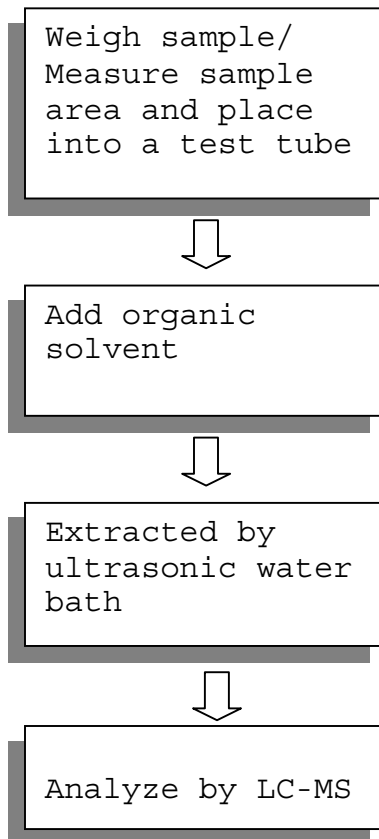 Weigh sample/
Measure sample
area and place
into a test tube
Add organic
solvent
Extracted by
ultrasonic water
bath
Analyze by LC-MS